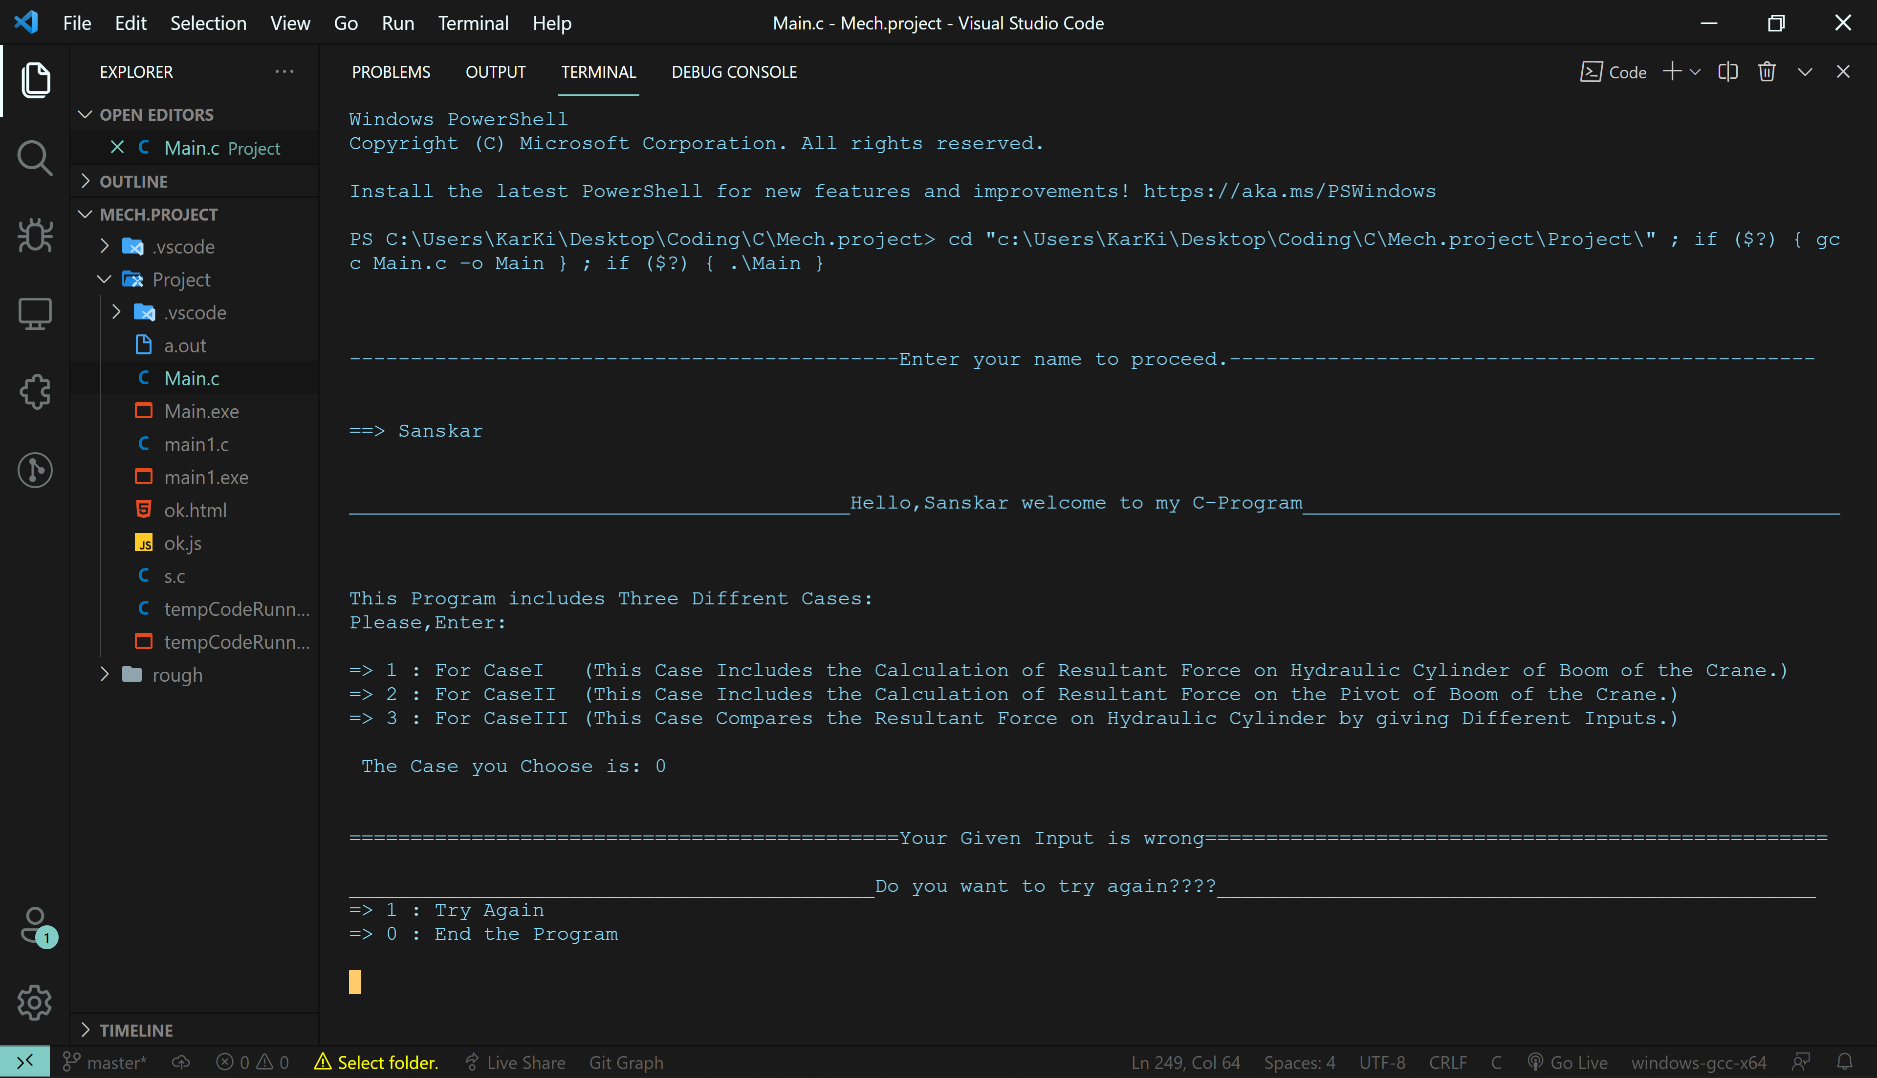 File Edit Selection View Go Run Terminal Help
Main.c - Mech.project - Visual Studio Code
EXPLORER
OPEN EDITORS
Main.c Project
OUTLINE
MECH.PROJECT
.vscode
Project
.vscode
a.out
Main.c
Main.exe
main1.c
main1.exe
ok.html
JS ok.js
s.c
tempCodeRunn...
tempCodeRunn...
rough
1
TIMELINE
PROBLEMS OUTPUT TERMINAL DEBUG CONSOLE
Code
Windows PowerShell
Copyright (C) Microsoft Corporation. All rights reserved.
Install the latest PowerShell for new features and improvements! https://aka.ms/PSWindows
PS C:\Users\KarKi\Desktop\Coding\C\Mech.project> cd "c:\Users\KarKi\Desktop\Coding\C\Mech.project\Project\" ; if ($?) { gc
c Main.c -o Main } ; if ($?) { .\Main }
---------------------------------------------Enter your name to proceed.------------------------------------------------
==> Sanskar
_________________________________________Hello,Sanskar welcome to my C-Program____________________________________________
This Program includes Three Diffrent Cases:
Please,Enter:
=> 1 : For CaseI   (This Case Includes the Calculation of Resultant Force on Hydraulic Cylinder of Boom of the Crane.)
=> 2 : For CaseII  (This Case Includes the Calculation of Resultant Force on the Pivot of Boom of the Crane.)
=> 3 : For CaseIII (This Case Compares the Resultant Force on Hydraulic Cylinder by giving Different Inputs.)
The Case you Choose is: 0
=============================================Your Given Input is wrong===================================================
___________________________________________Do you want to try again????_________________________________________________
=> 1 : Try Again
=> 0 : End the Program
master* 0 0 Select folder. Live Share Git Graph Ln 249, Col 64 Spaces: 4 UTF-8 CRLF C Go Live windows-gcc-x64